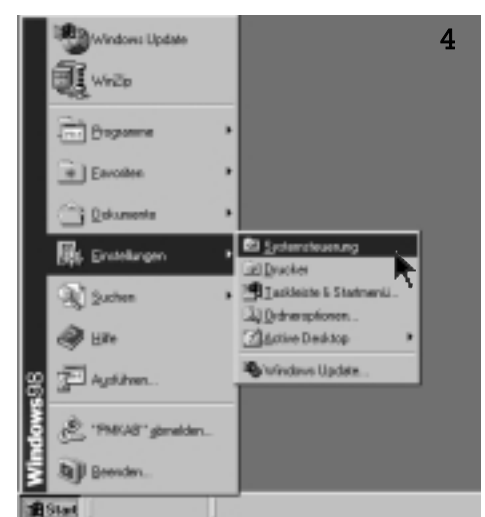 4
Windows Update
WinZip
Programme
Favoriten
Dokumente
Einstellungen
Systemsteuerung
Drucker
Taskleiste & Startmenü...
Ordneroptionen...
Active Desktop
Windows Update...
Suchen
Hilfe
Ausführen...
"PMKAB" abmelden...
Beenden...
Windows98
Start